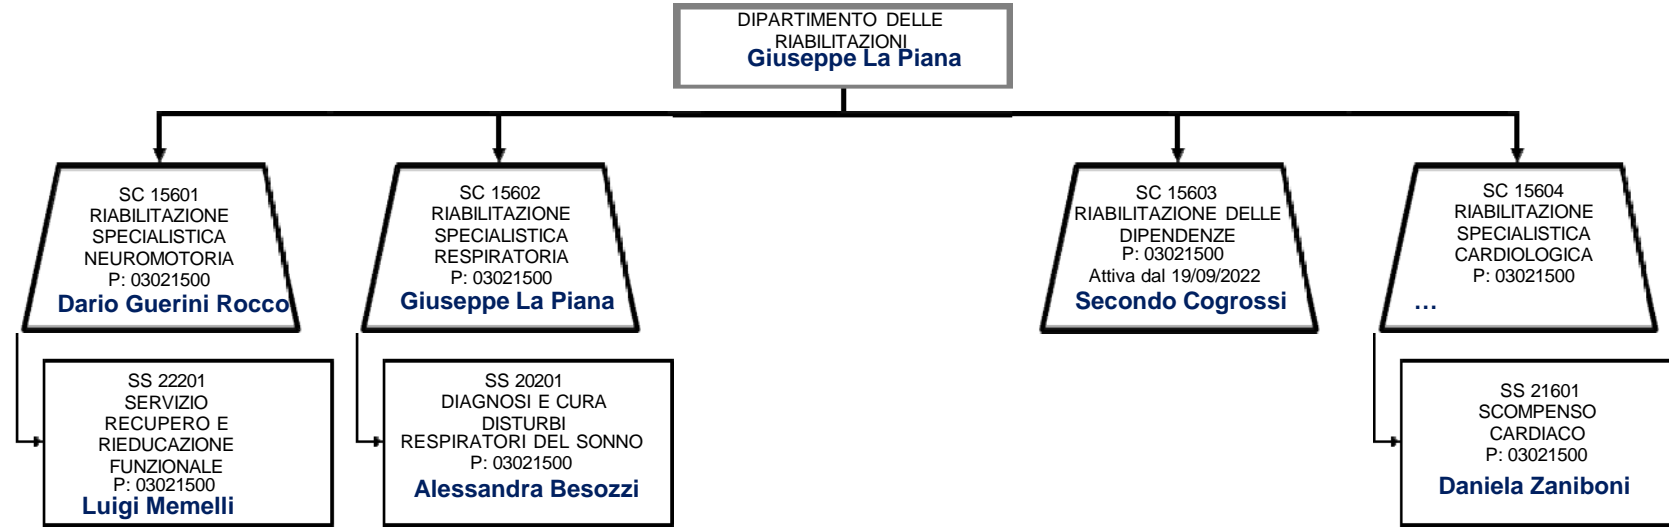 DIPARTIMENTO DELLE
RIABILITAZIONI
Giuseppe La Piana
SC 15601
RIABILITAZIONE
SPECIALISTICA
NEUROMOTORIA
P: 03021500
Dario Guerini Rocco
SC 15602
RIABILITAZIONE
SPECIALISTICA
RESPIRATORIA
P: 03021500
Giuseppe La Piana
SC 15603
RIABILITAZIONE DELLE
DIPENDENZE
P: 03021500
Attiva dal 19/09/2022
Secondo Cogrossi
SC 15604
RIABILITAZIONE
SPECIALISTICA
CARDIOLOGICA
P: 03021500
…
SS 22201
SERVIZIO
RECUPERO E
RIEDUCAZIONE
FUNZIONALE
P: 03021500
Luigi Memelli
SS 20201
DIAGNOSI E CURA
DISTURBI
RESPIRATORI DEL SONNO
P: 03021500
Alessandra Besozzi
SS 21601
SCOMPENSO
CARDIACO
P: 03021500
Daniela Zaniboni